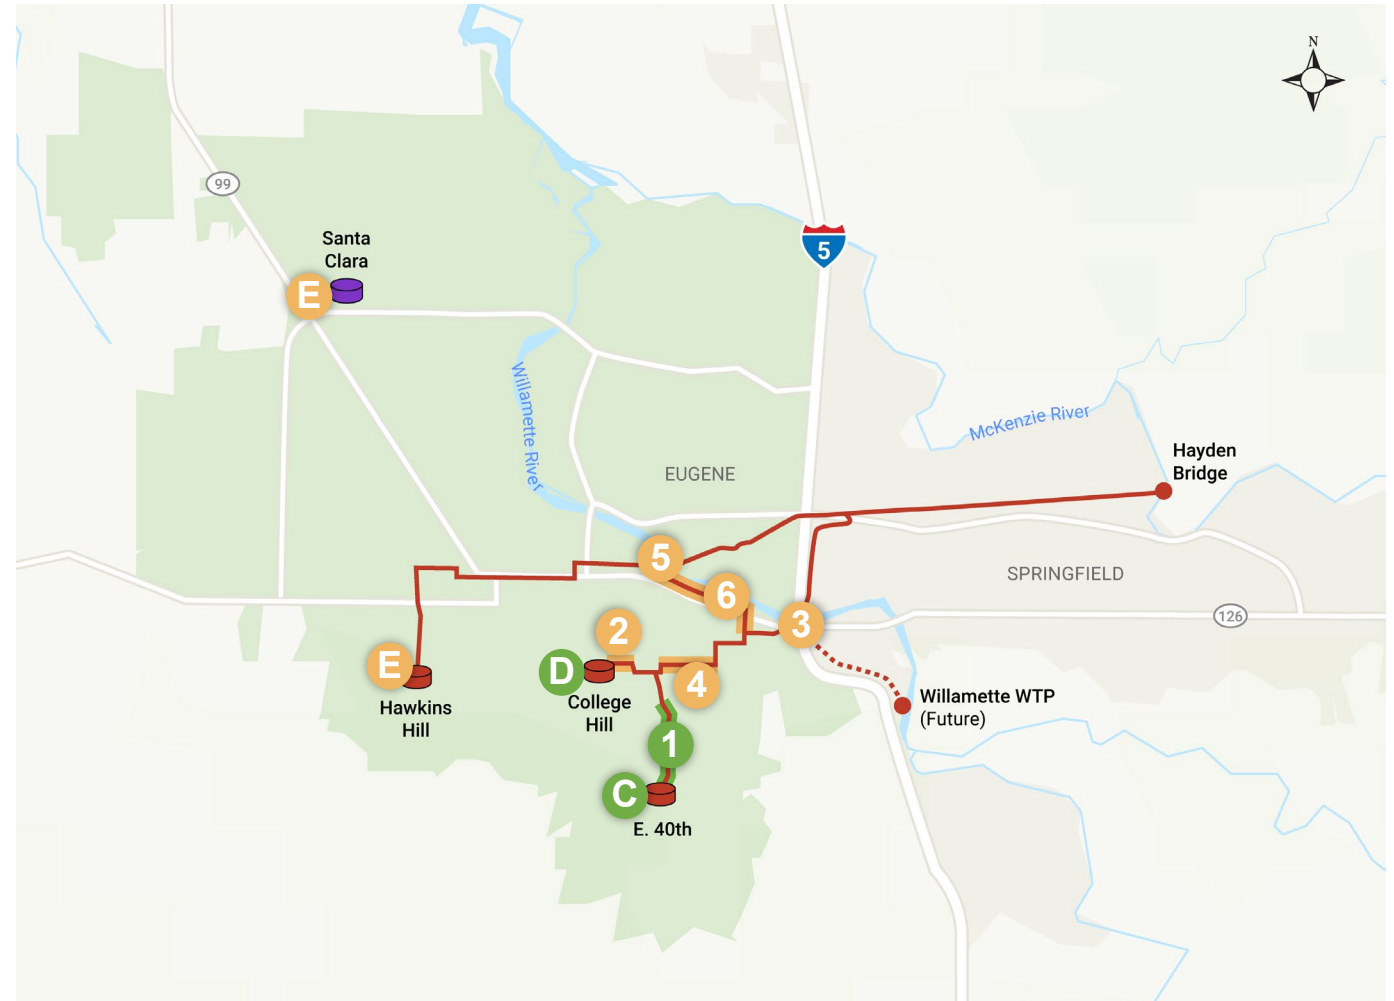 N
99
Santa
Clara
E
5
Willamette River
McKenzie River
Hayden
Bridge
EUGENE
5
SPRINGFIELD
6
3
126
2
E
D
4
College
Hill
Hawkins
Hill
Willamette WTP
(Future)
1
C
E. 40th